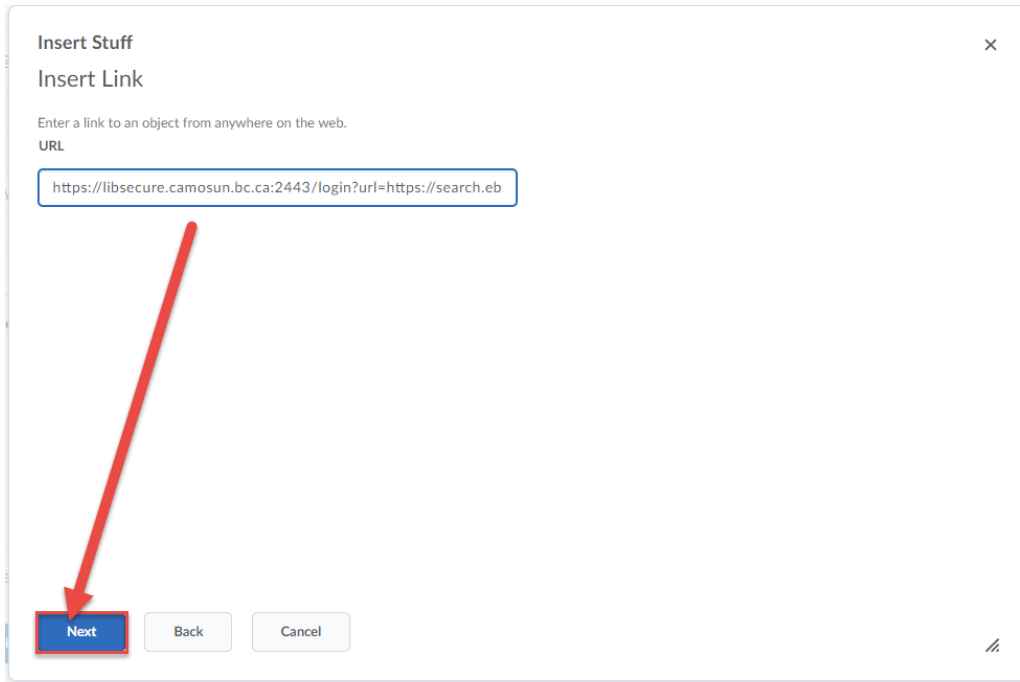 Insert Stuff
Insert Link
Enter a link to an object from anywhere on the web.
URL
https://libsecure.camosun.bc.ca:2443/login?url=https://search.eb
Next
Back
Cancel